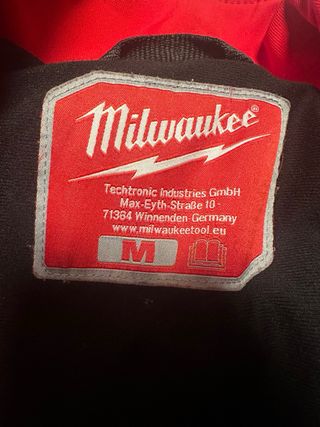 Milwaukee®
Techtronic Industries GmbH
Max-Eyth-Straße 10 -
71364 Winnenden-Germany
www.milwaukeetool.eu
M